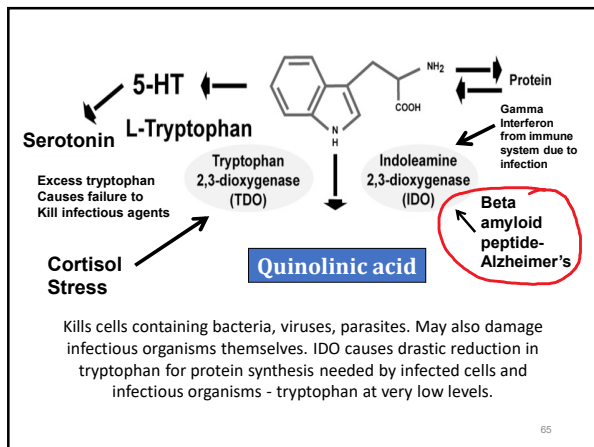 5-HT
NH₂
Protein
COOH
Serotonin
L-Tryptophan
N
H
Gamma
Interferon
from immune
system due to
infection
Tryptophan
2,3-dioxygenase
(TDO)
Indoleamine
2,3-dioxygenase
(IDO)
Excess tryptophan
Causes failure to
Kill infectious agents
Beta
amyloid
peptide-
Alzheimer's
Cortisol
Stress
Quinolinic acid
Kills cells containing bacteria, viruses, parasites. May also damage
infectious organisms themselves. IDO causes drastic reduction in
tryptophan for protein synthesis needed by infected cells and
infectious organisms - tryptophan at very low levels.
65